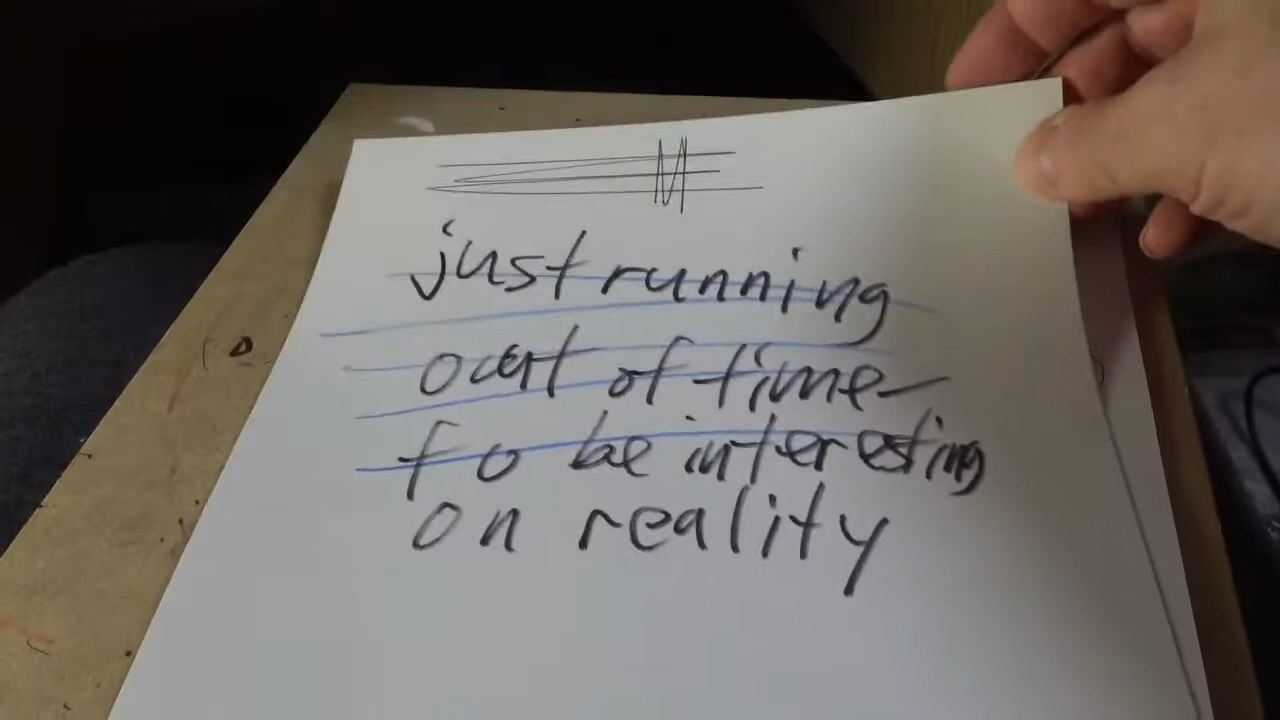 just running
out of time
to be interesting
on reality